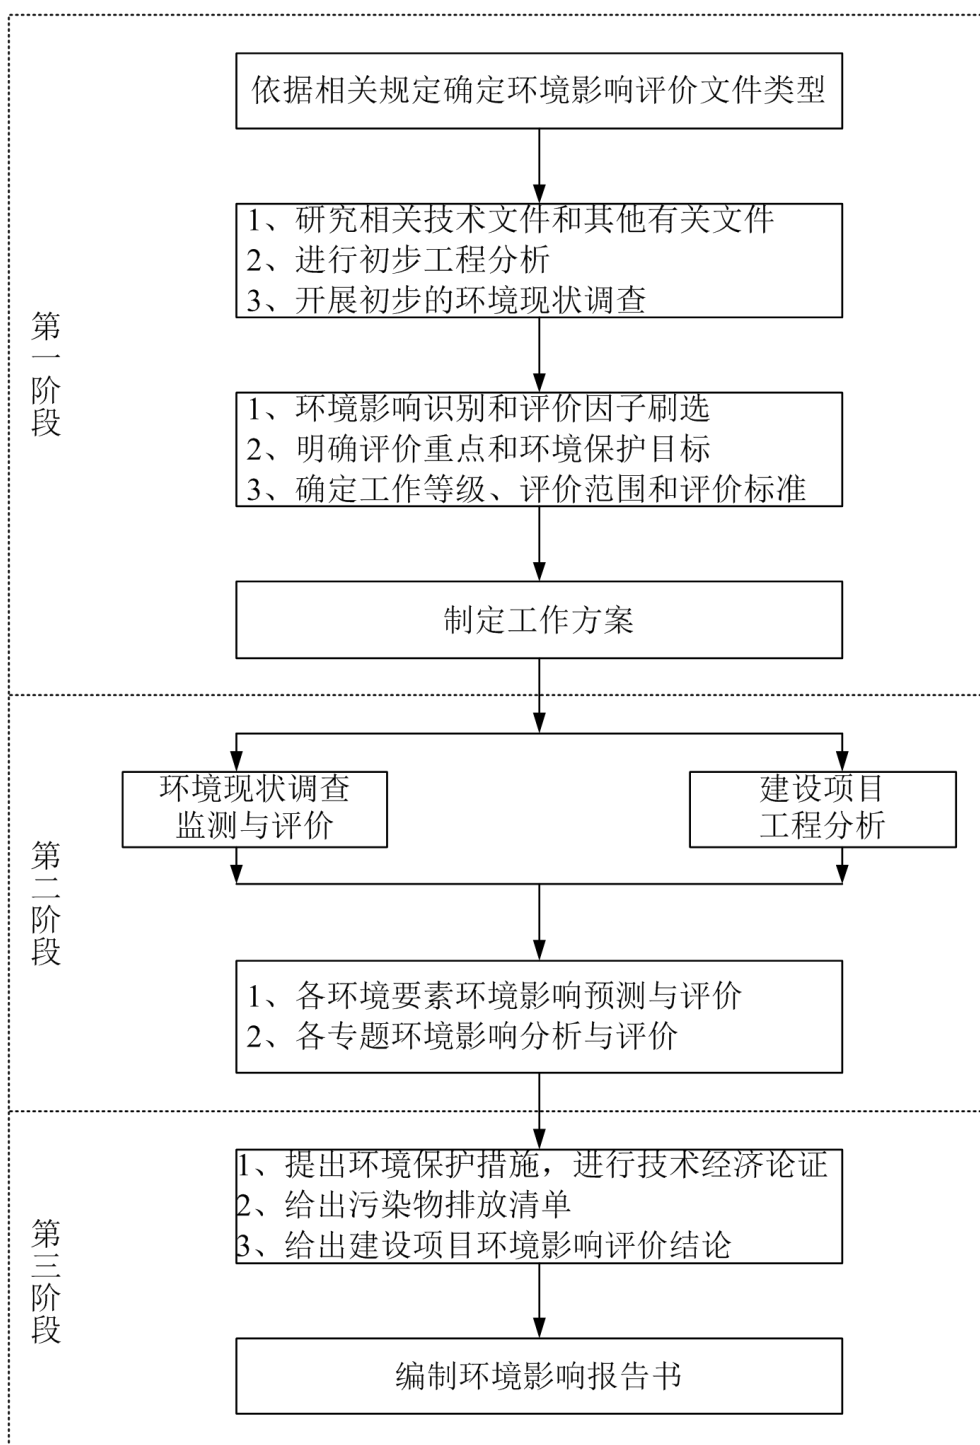 依据相关规定确定环境影响评价文件类型
1、研究相关技术文件和其他有关文件
2、进行初步工程分析
3、开展初步的环境现状调查
第一阶段
1、环境影响识别和评价因子刷选
2、明确评价重点和环境保护目标
3、确定工作等级、评价范围和评价标准
制定工作方案
环境现状调查
监测与评价
建设项目
工程分析
第二阶段
1、各环境要素环境影响预测与评价
2、各专题环境影响分析与评价
1、提出环境保护措施，进行技术经济论证
2、给出污染物排放清单
3、给出建设项目环境影响评价结论
第三阶段
编制环境影响报告书